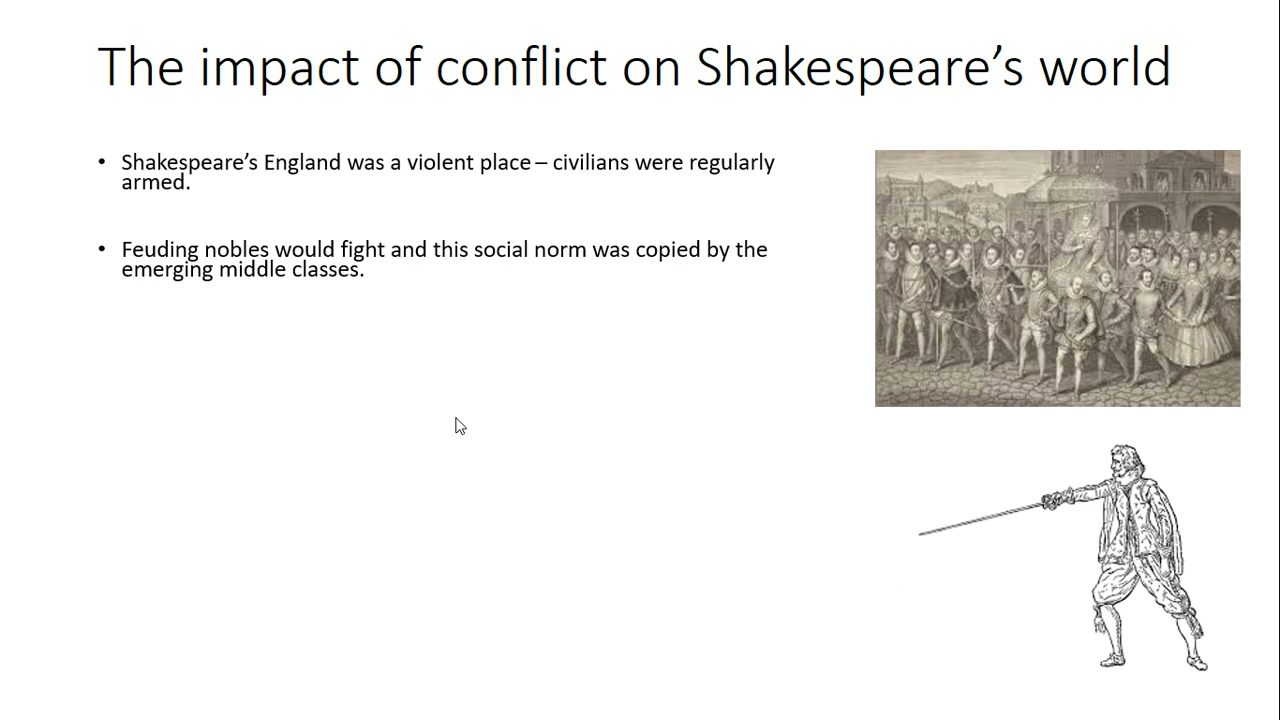 The impact of conflict on Shakespeare’s world
• Shakespeare’s England was a violent place – civilians were regularly
armed.
• Feuding nobles would fight and this social norm was copied by the
emerging middle classes.